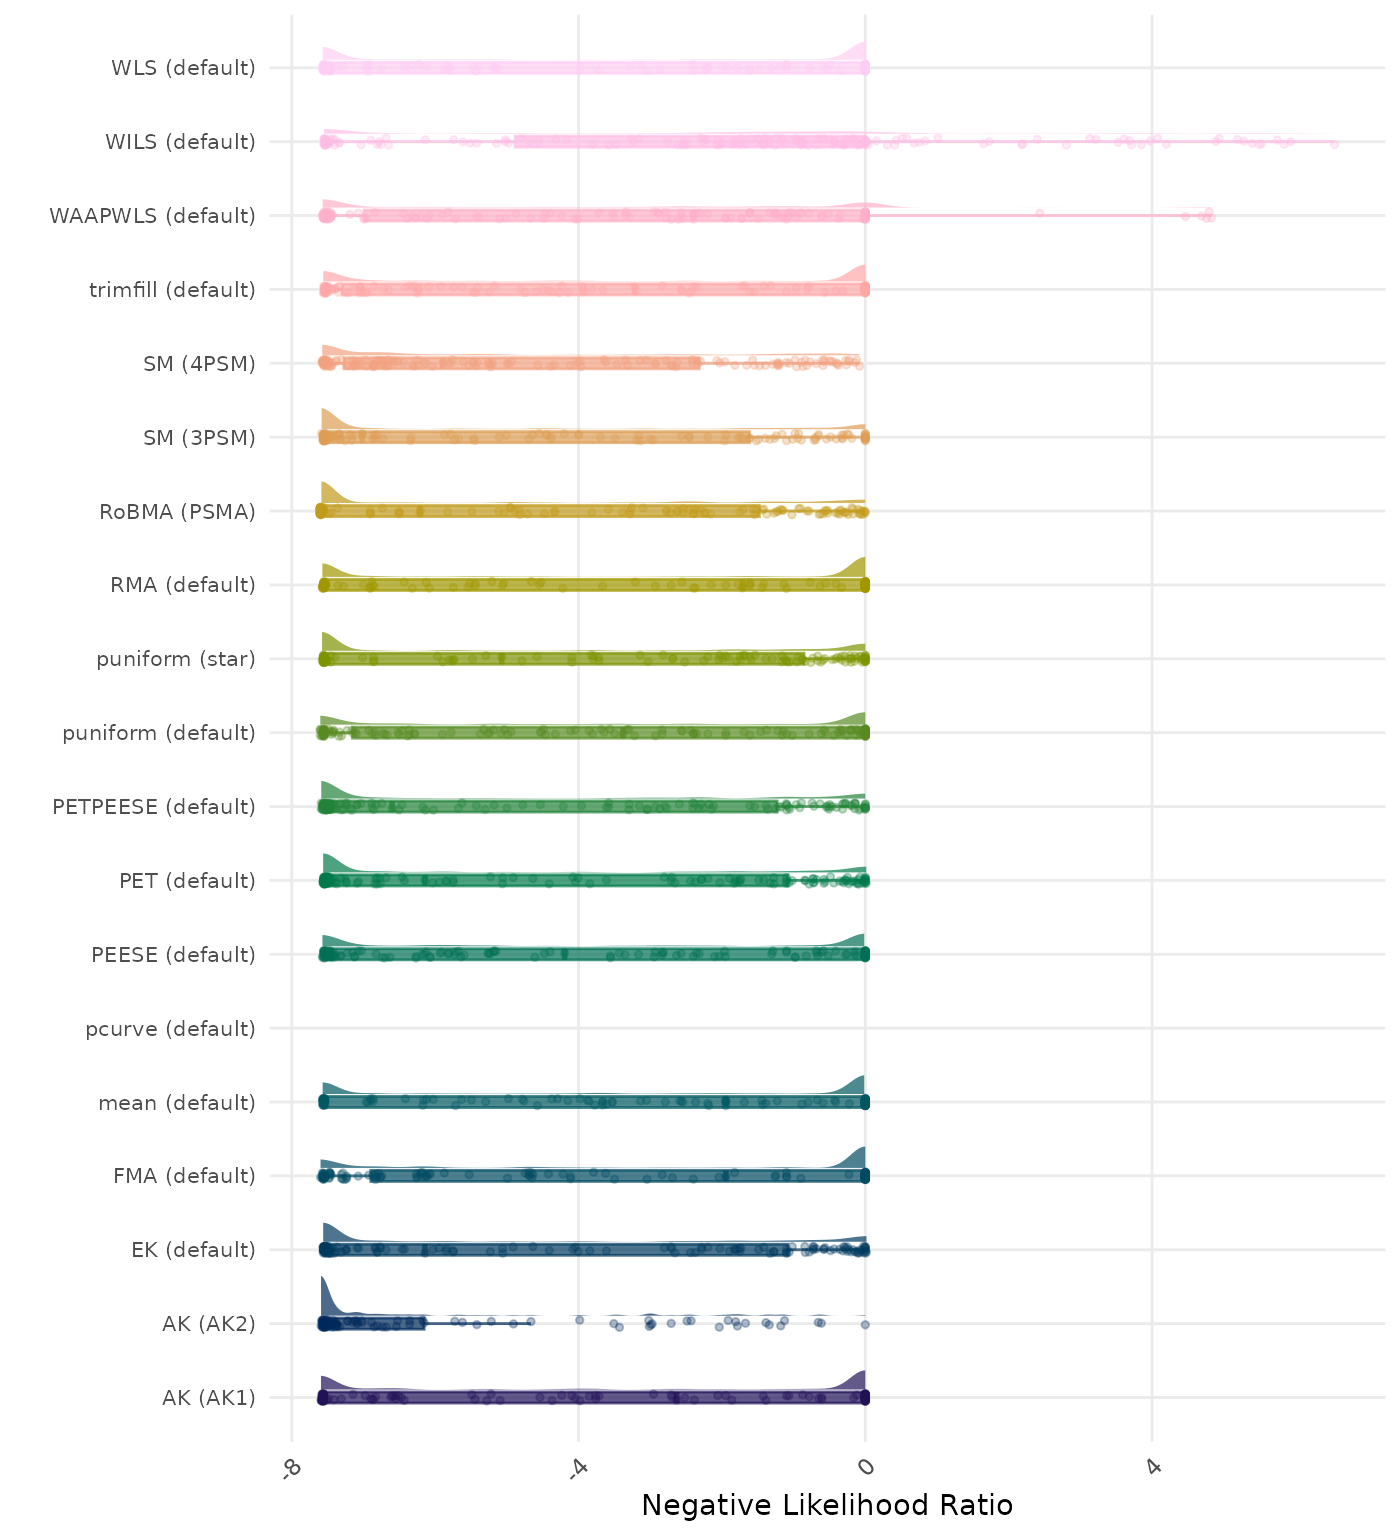 WLS (default)
WILS (default)
WAAPWLS (default)
trimfill (default)
SM (4PSM)
SM (3PSM)
RoBMA (PSMA)
RMA (default)
puniform (star)
puniform (default)
PETPEESE (default)
PET (default)
PEESE (default)
pcurve (default)
mean (default)
FMA (default)
EK (default)
AK (AK2)
AK (AK1)
-8 -4 0 4
Negative Likelihood Ratio